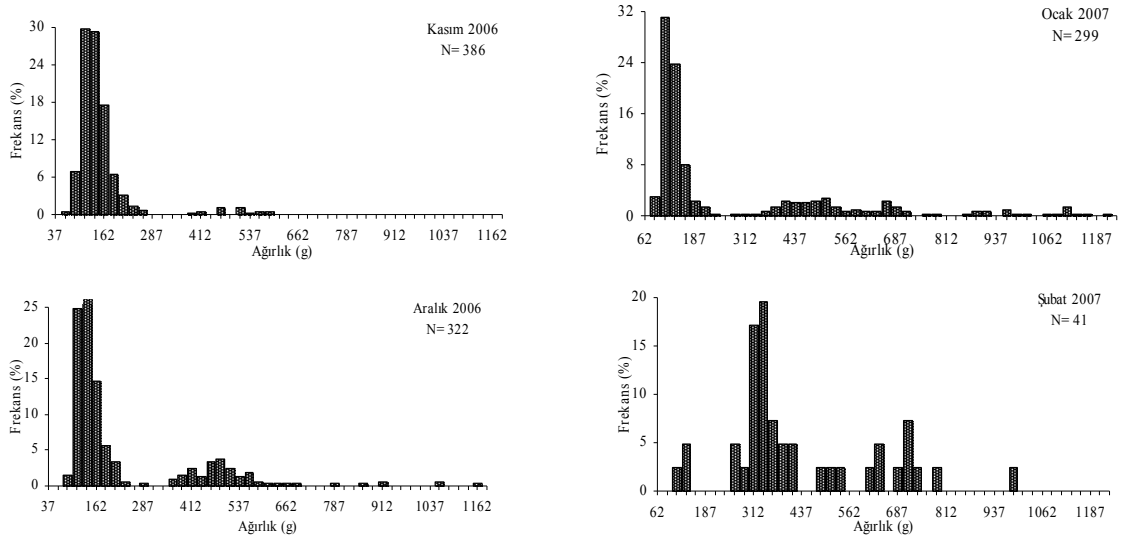 Kasım 2006
N= 386
Frekans (%)
30
24
18
12
6
0
37 162 287 412 537 662 787 912 1037 1162
Ağırlık (g)
Ocak 2007
N= 299
Frekans (%)
32
24
16
8
0
62 187 312 437 562 687 812 937 1062 1187
Ağırlık (g)
Aralık 2006
N= 322
Frekans (%)
25
20
15
10
5
0
37 162 287 412 537 662 787 912 1037 1162
Ağırlık (g)
Şubat 2007
N= 41
Frekans (%)
20
15
10
5
0
62 187 312 437 562 687 812 937 1062 1187
Ağırlık (g)